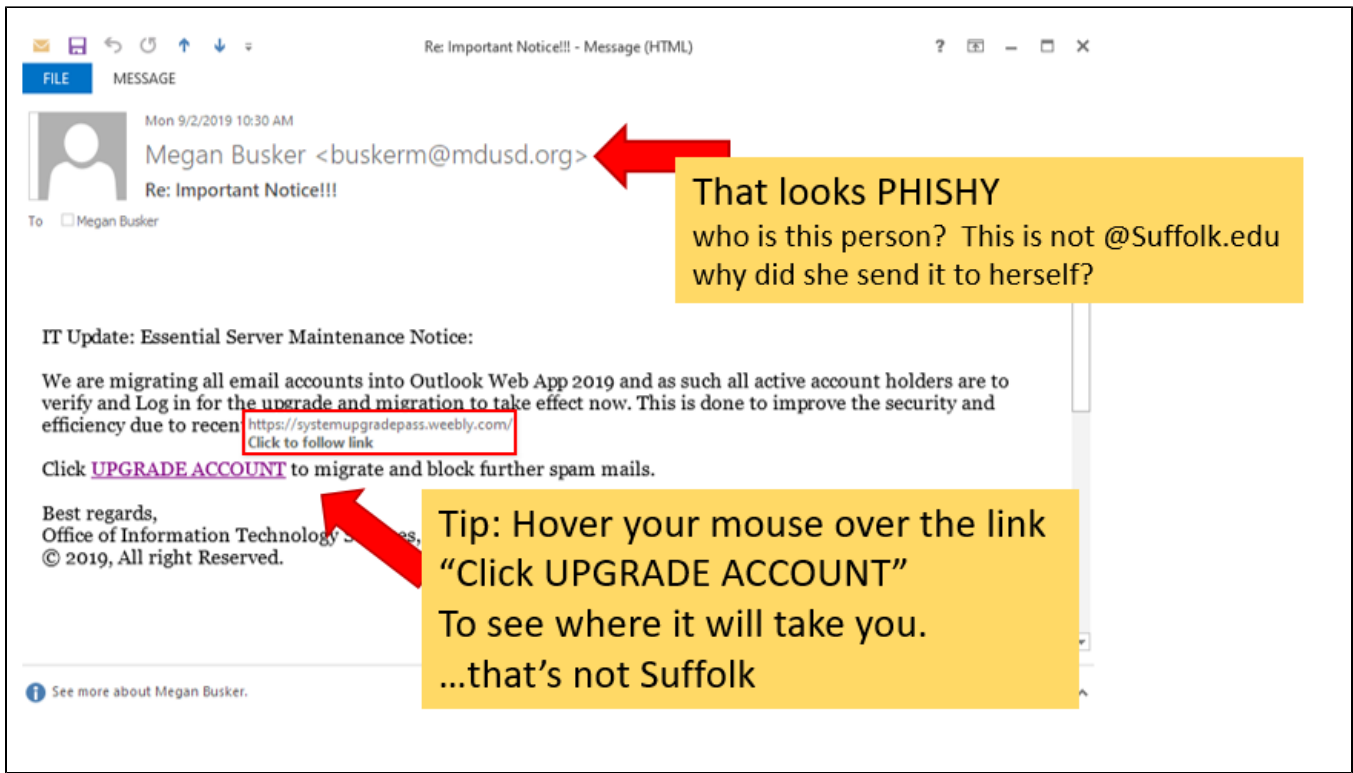 Re: Important Notice!!! - Message (HTML)
?
FILE MESSAGE
Mon 9/2/2019 10:30 AM
Megan Busker <buskerm@mdusd.org>
Re: Important Notice!!!
To Megan Busker
That looks PHISHY
who is this person? This is not @Suffolk.edu
why did she send it to herself?
IT Update: Essential Server Maintenance Notice:
We are migrating all email accounts into Outlook Web App 2019 and as such all active account holders are to
verify and Log in for the upgrade and migration to take effect now. This is done to improve the security and
efficiency due to recen
https://systemupgradepass.weebly.com/
Click to follow link
Click UPGRADE ACCOUNT to migrate and block further spam mails.
Best regards,
Office of Information Technology
© 2019, All right Reserved.
Tip: Hover your mouse over the link
“Click UPGRADE ACCOUNT”
To see where it will take you.
...that’s not Suffolk
See more about Megan Busker.